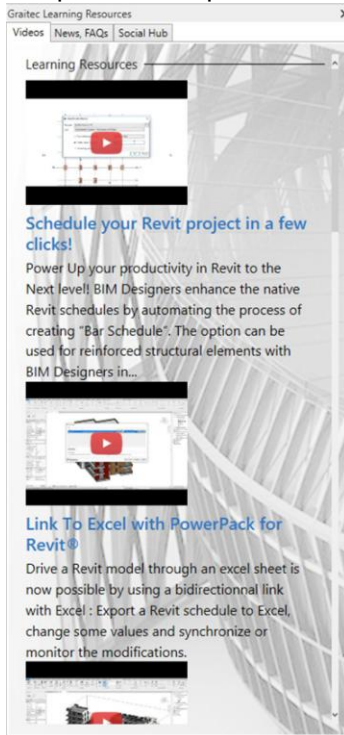 Graitec Learning Resources
Videos News, FAQs Social Hub
Learning Resources
Schedule your Revit project in a few
clicks!
Power Up your productivity in Revit to the
Next level! BIM Designers enhance the native
Revit schedules by automating the process of
creating "Bar Schedule". The option can be
used for reinforced structural elements with
BIM Designers in...
Link To Excel with PowerPack for
Revit®
Drive a Revit model through an excel sheet is
now possible by using a bidirectionnal link
with Excel : Export a Revit schedule to Excel,
change some values and synchronize or
monitor the modifications.